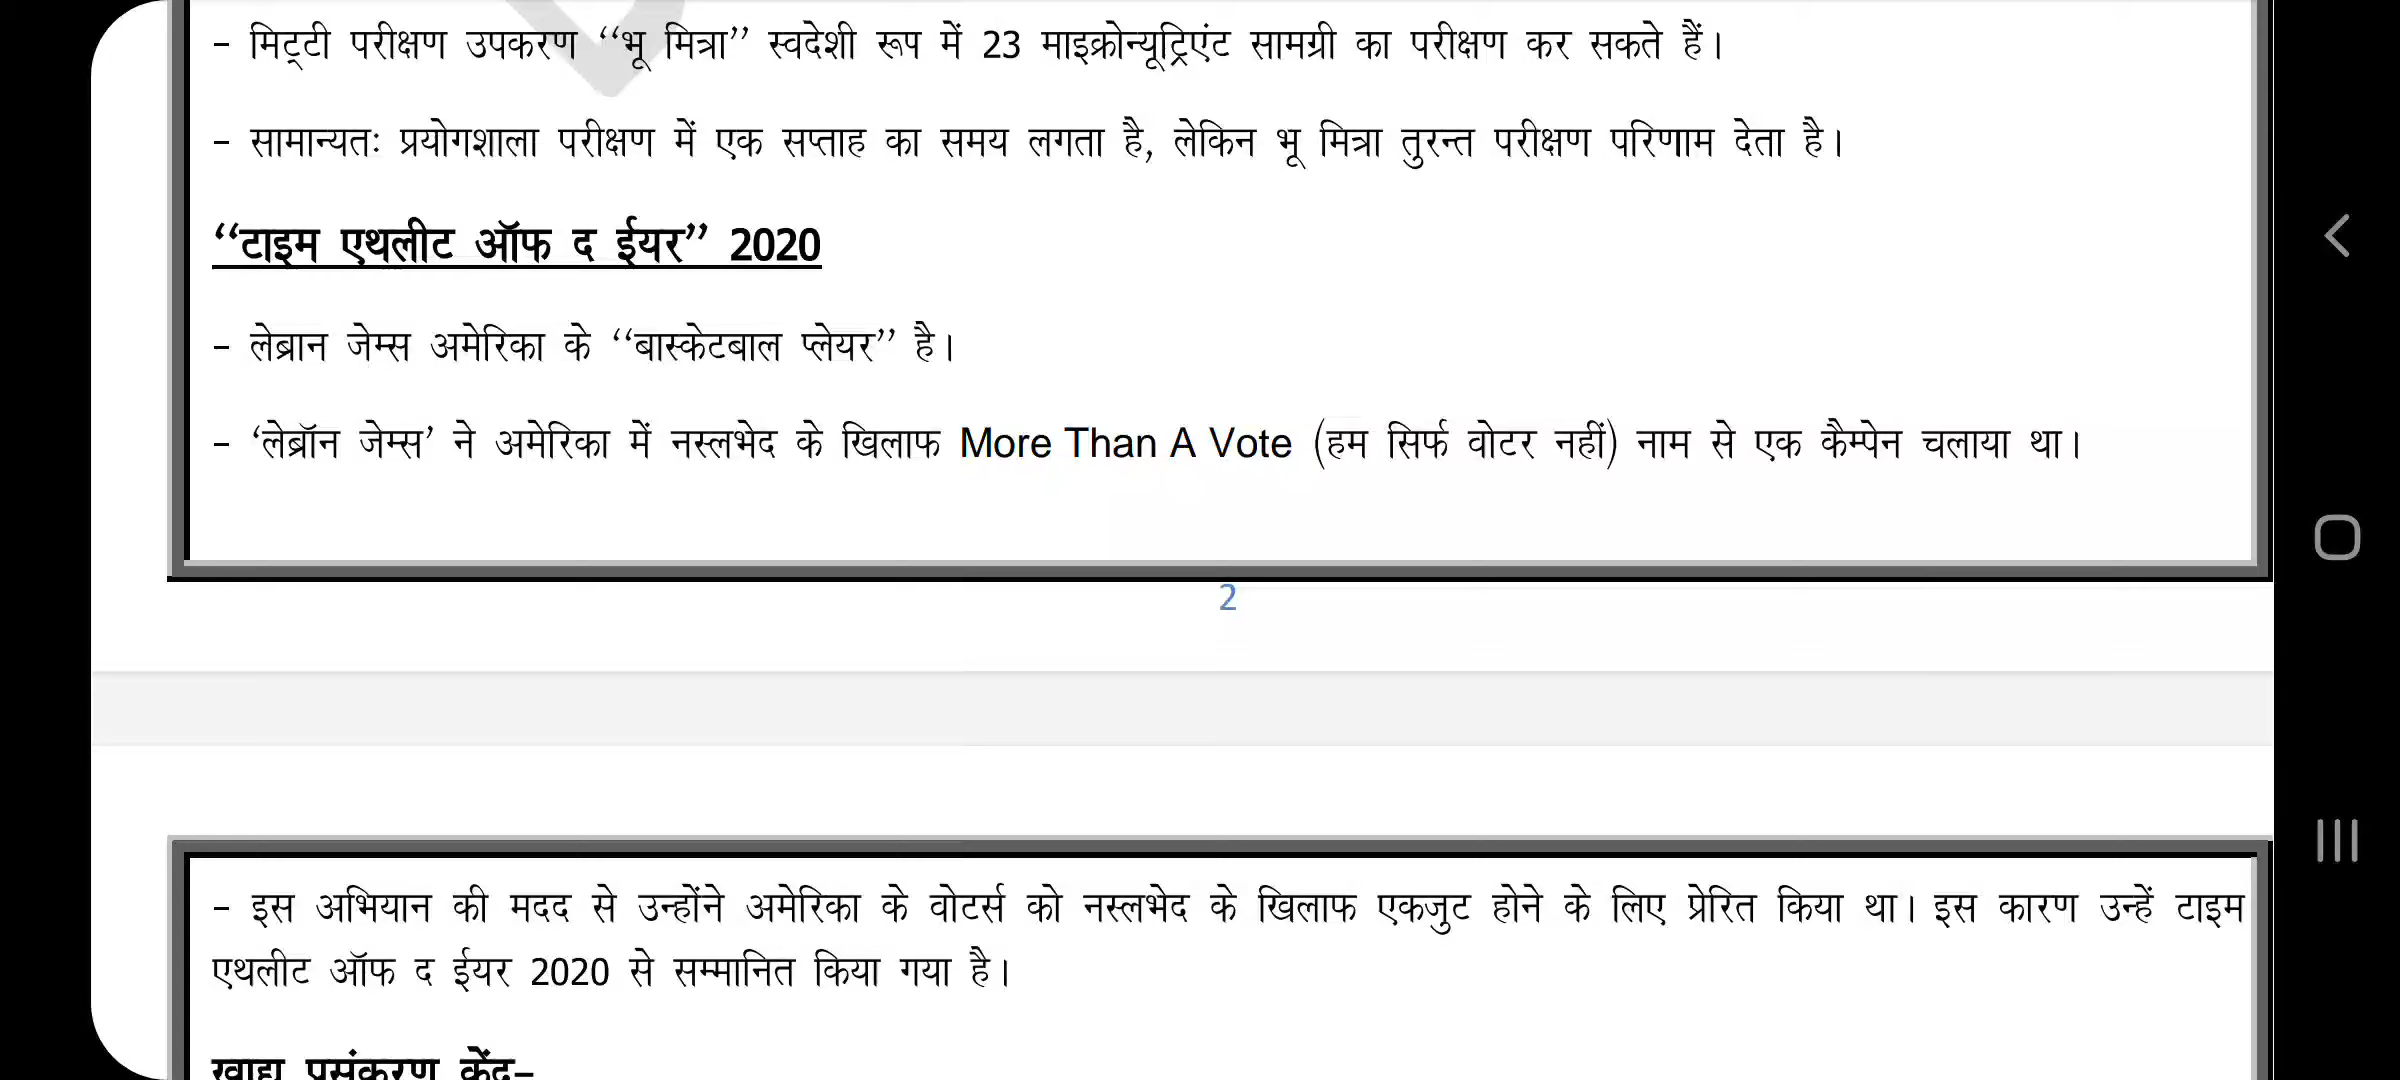 – मिट्टी परीक्षण उपकरण ‘‘भू मित्रा’’ स्वदेशी रूप में 23 माइक्रोन्यूट्रिएंट सामग्री का परीक्षण कर सकते हैं।
– सामान्यतः प्रयोगशाला परीक्षण में एक सप्ताह का समय लगता है, लेकिन भू मित्रा तुरन्त परीक्षण परिणाम देता है।
‘‘टाइम एथलीट ऑफ द ईयर’’ 2020
– लेब्रान जेम्स अमेरिका के ‘‘बास्केटबाल प्लेयर’’ है।
– ‘लेब्रॉन जेम्स’ ने अमेरिका में नस्लभेद के खिलाफ More Than A Vote (हम सिर्फ वोटर नहीं) नाम से एक कैम्पेन चलाया था।
2
– इस अभियान की मदद से उन्होंने अमेरिका के वोटर्स को नस्लभेद के खिलाफ एकजुट होने के लिए प्रेरित किया था। इस कारण उन्हें टाइम
एथलीट ऑफ द ईयर 2020 से सम्मानित किया गया है।
खाद्य प्रसंकरण केंद्र–